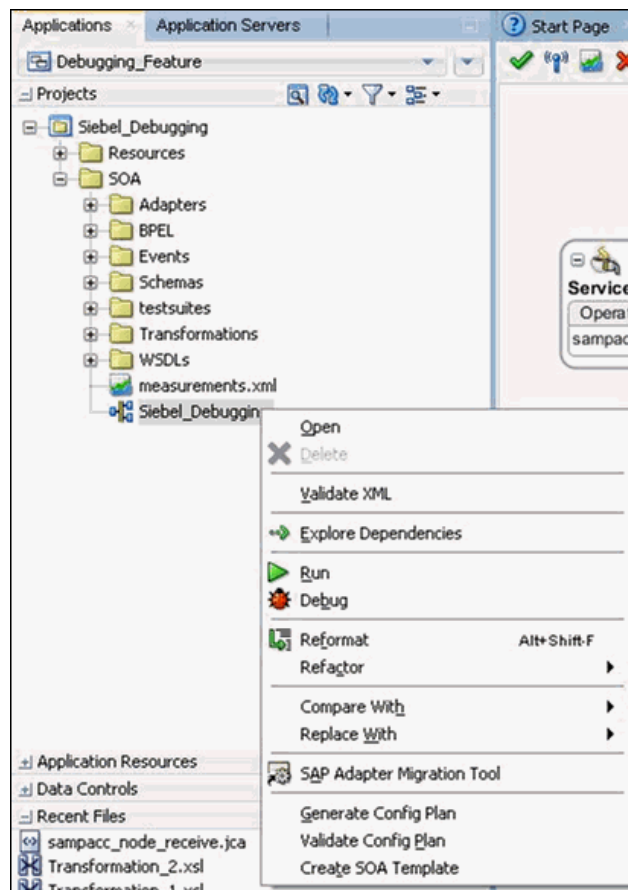 Applications
Application Servers
Start Page
Debugging_Feature
Projects
Siebel_Debugging
Resources
SOA
Adapters
BPEL
Events
Schemas
testsuites
Transformations
WSDLs
measurements.xml
Siebel_Debuggin
Service
Opera
sampac
Open
Delete
Validate XML
Explore Dependencies
Run
Debug
Reformat Alt+Shift-F
Refactor
Compare With
Replace With
SAP Adapter Migration Tool
Generate Config Plan
Validate Config Plan
Create SOA Template
Application Resources
Data Controls
Recent Files
sampacc_node_receive.jca
Transformation_2.xsl
Transformation_1.xsl